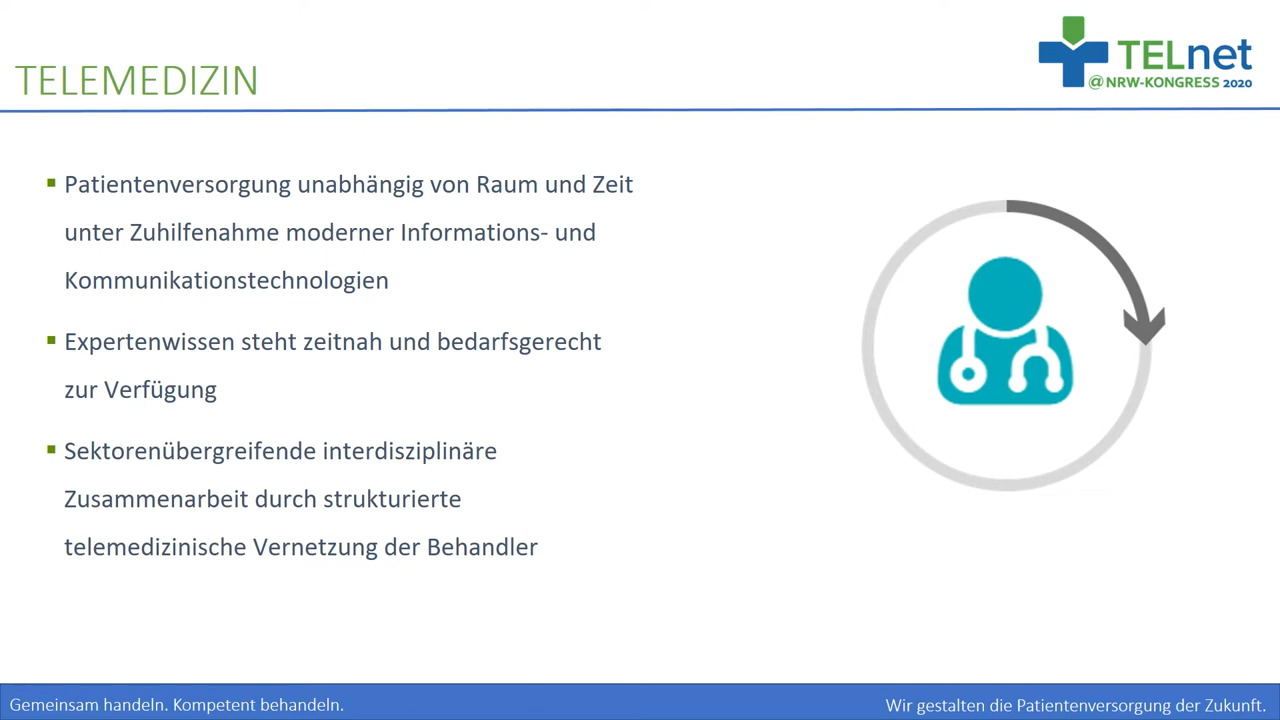 TELEMEDIZIN
TELnet
@NRW-KONGRESS 2020
Patientenversorgung unabhängig von Raum und Zeit
unter Zuhilfenahme moderner Informations- und
Kommunikationstechnologien
Expertenwissen steht zeitnah und bedarfsgerecht
zur Verfügung
Sektorenübergreifende interdisziplinäre
Zusammenarbeit durch strukturierte
telemedizinische Vernetzung der Behandler
Gemeinsam handeln. Kompetent behandeln.
Wir gestalten die Patientenversorgung der Zukunft.